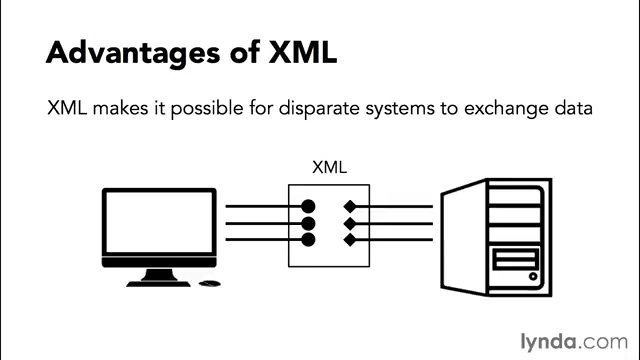 Advantages of XML
XML makes it possible for disparate systems to exchange data
XML
lynda.com